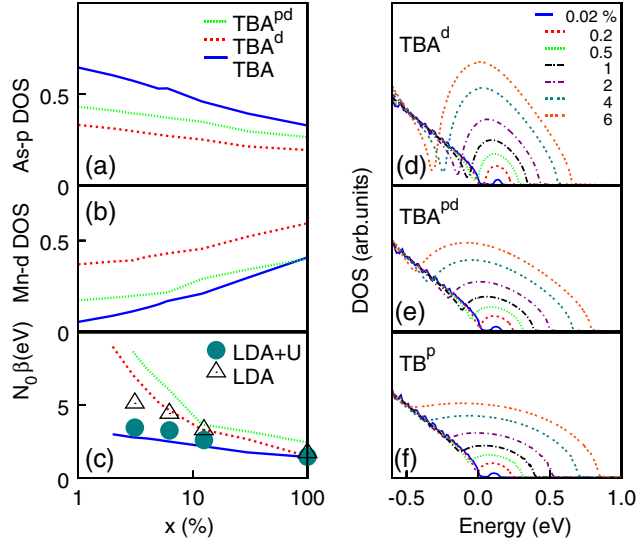 TBA^pd
TBA^d
TBA
As-p DOS
0.5
0
(a)
Mn-d DOS
0.5
0
(b)
N₀β(eV)
5
0
LDA+U
LDA
(c)
1
10
100
x (%)
DOS (arb.units)
TBA^d
0.02 %
0.2
0.5
1
2
4
6
(d)
TBA^pd
(e)
TB^p
(f)
−0.5
0.0
0.5
1.0
Energy (eV)